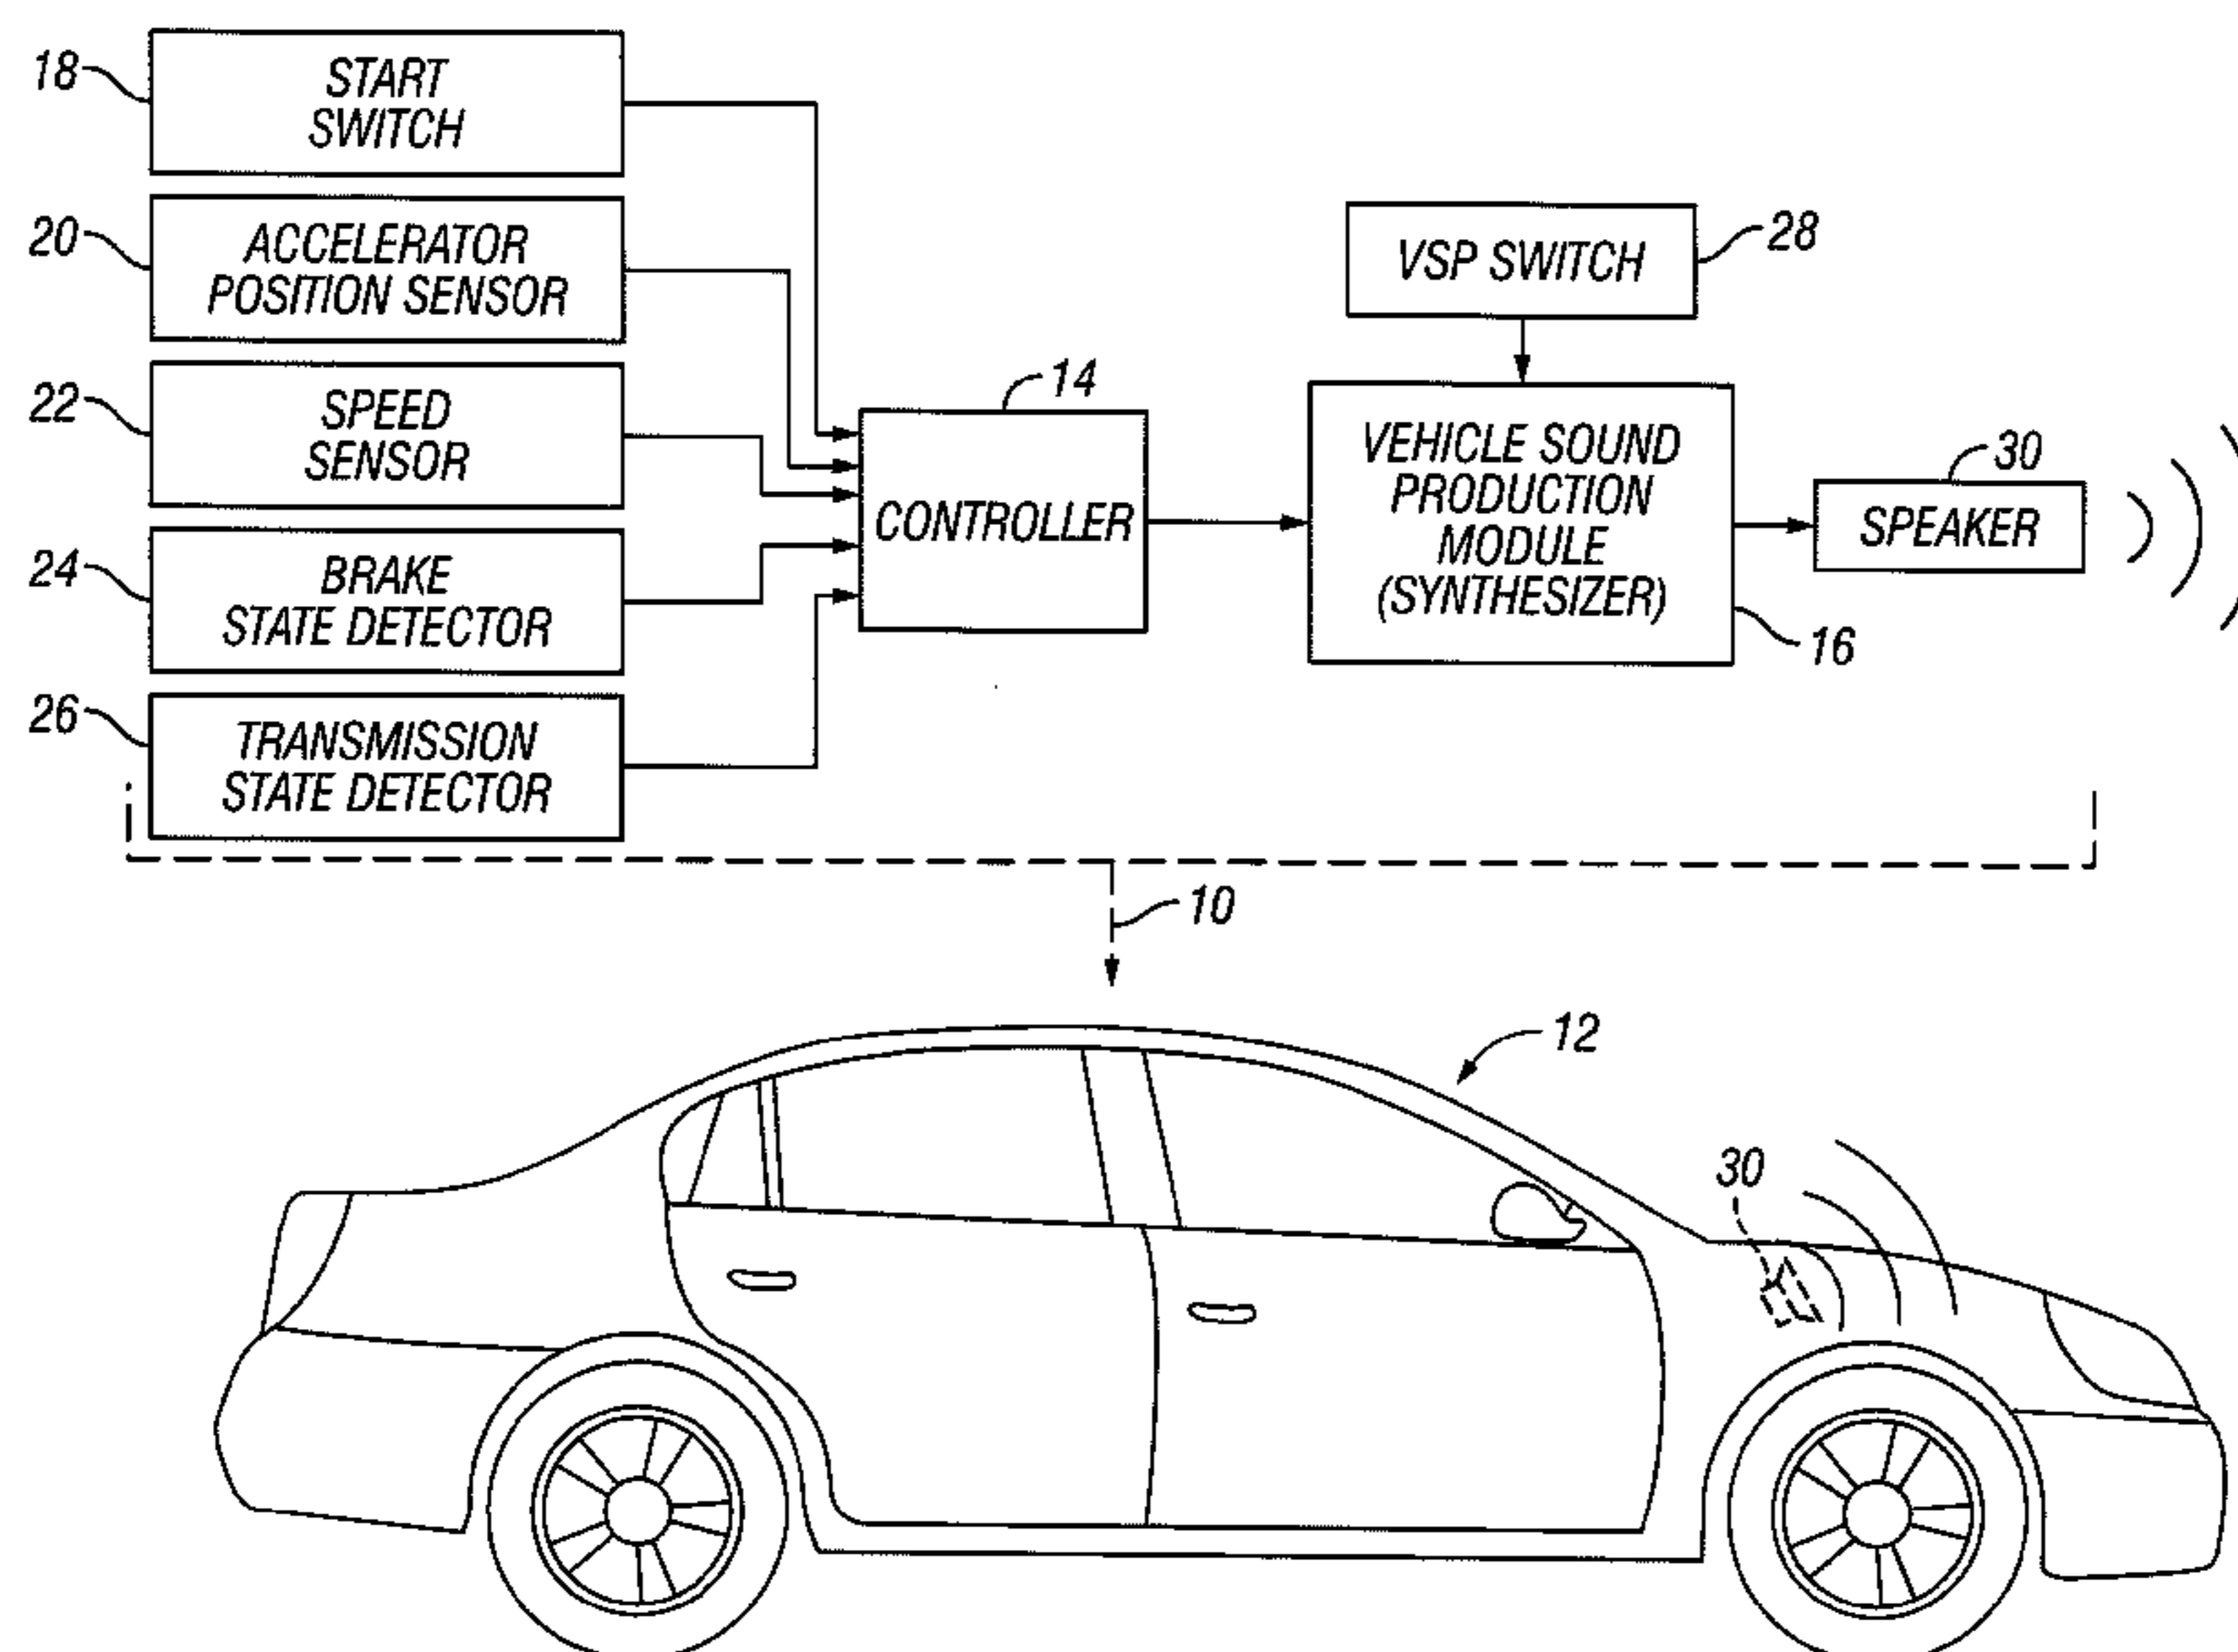 18
START
SWITCH
20
ACCELERATOR
POSITION SENSOR
22
SPEED
SENSOR
24
BRAKE
STATE DETECTOR
26
TRANSMISSION
STATE DETECTOR
14
CONTROLLER
VSP SWITCH
28
VEHICLE SOUND
PRODUCTION
MODULE
(SYNTHESIZER)
16
30
SPEAKER
10
12
30